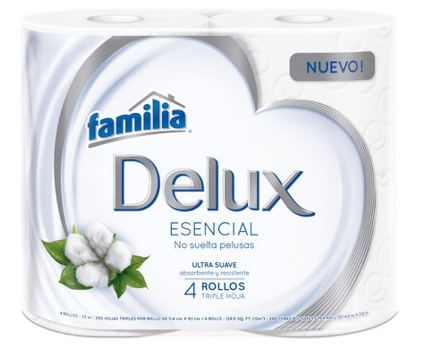 NUEVO!
familia
Delux
ESENCIAL
No suelta pelusas
ULTRA SUAVE
absorbente y resistente
4 ROLLOS
TRIPLE HOJA